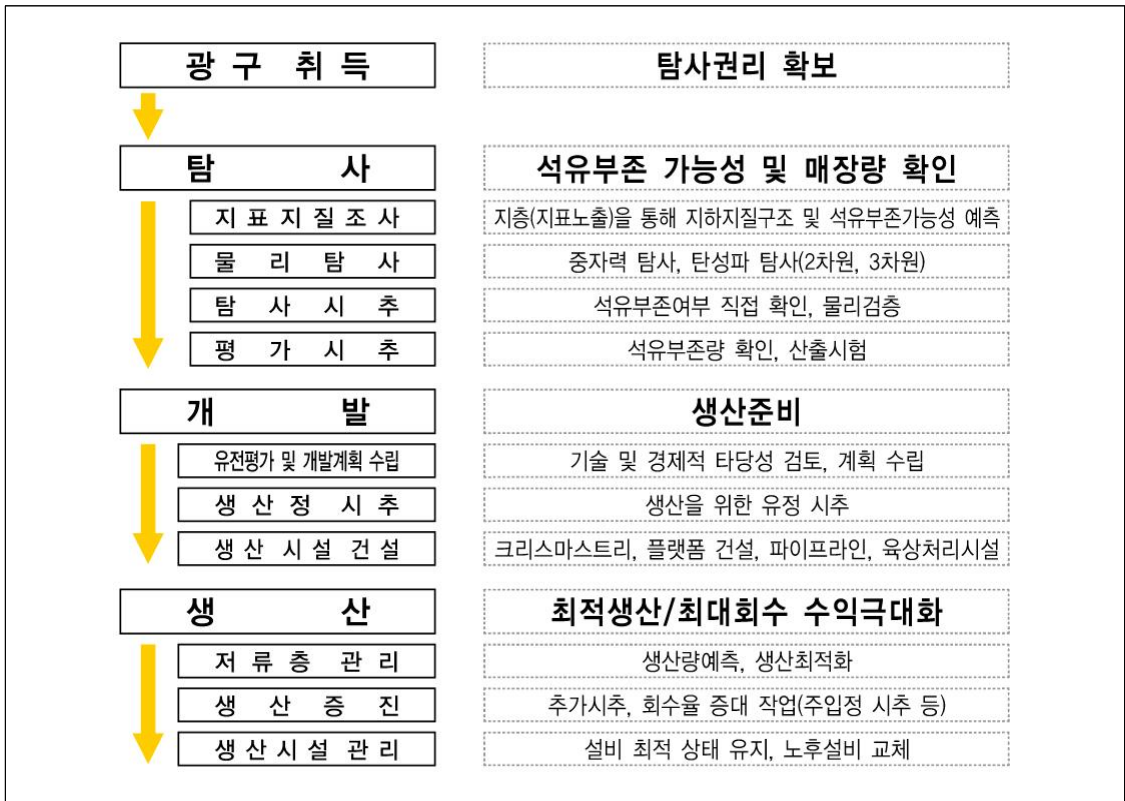 광구 취득
탐사권리 확보
탐사
석유부존 가능성 및 매장량 확인
지표지질조사
지층(지표노출)을 통해 지하지질구조 및 석유부존가능성 예측
물리탐사
중자력 탐사, 탄성파 탐사(2차원, 3차원)
탐사시추
석유부존여부 직접 확인, 물리검층
평가시추
석유부존량 확인, 산출시험
개발
생산준비
유전평가 및 개발계획 수립
기술 및 경제적 타당성 검토, 계획 수립
생산정 시추
생산을 위한 유정 시추
생산 시설 건설
크리스마스트리, 플랫폼 건설, 파이프라인, 육상처리시설
생산
최적생산/최대회수 수익극대화
저류층 관리
생산량예측, 생산최적화
생산증진
추가시추, 회수율 증대 작업(주입정 시추 등)
생산시설 관리
설비 최적 상태 유지, 노후설비 교체